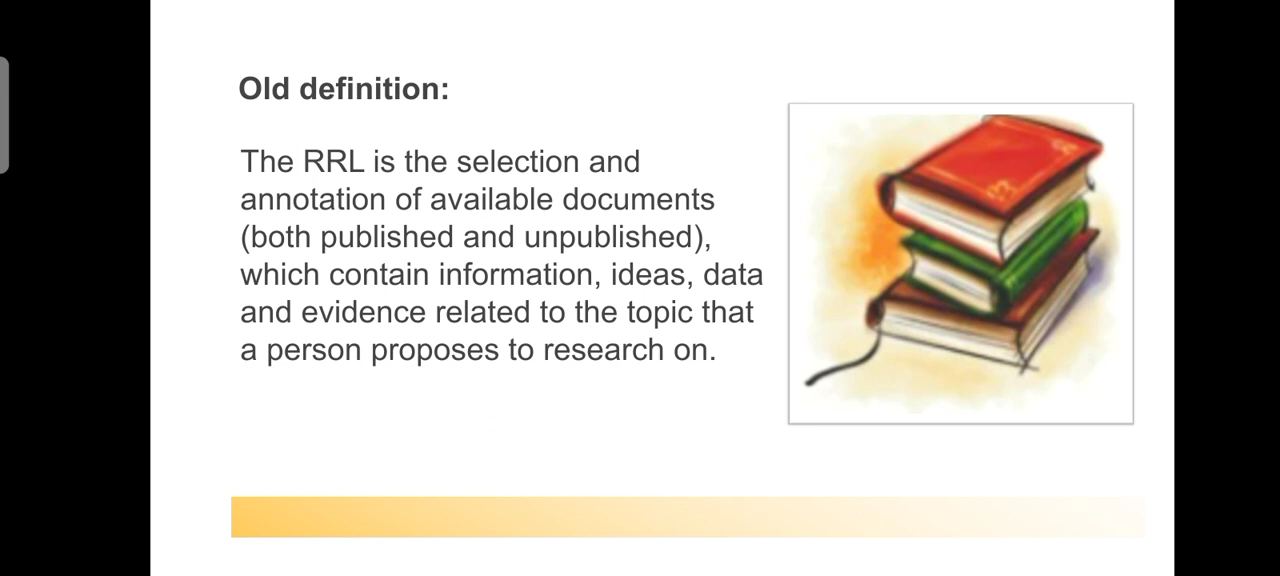 Old definition:
The RRL is the selection and
annotation of available documents
(both published and unpublished),
which contain information, ideas, data
and evidence related to the topic that
a person proposes to research on.